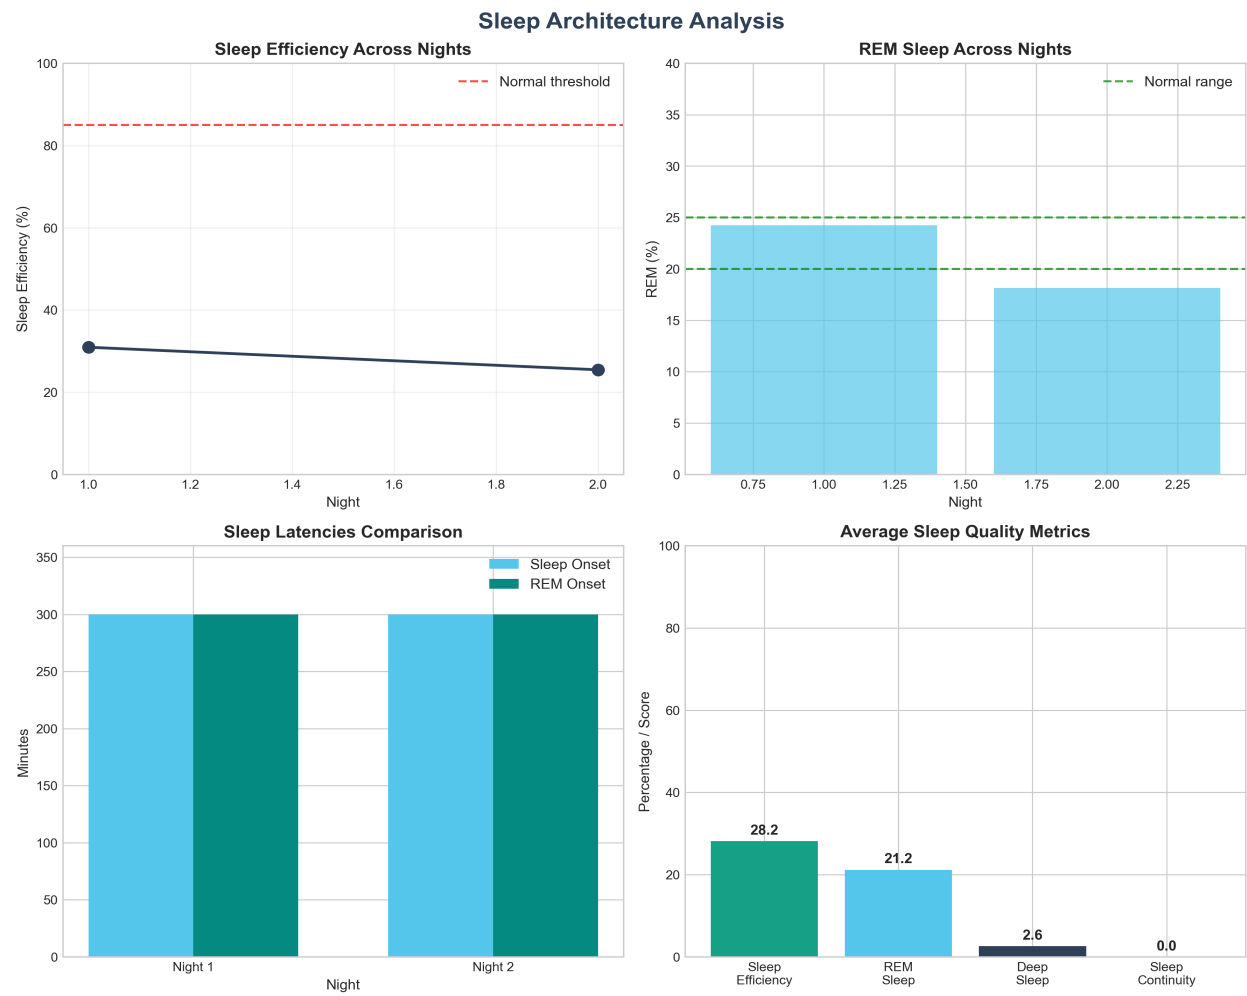 Sleep Architecture Analysis
Sleep Efficiency Across Nights
100
80
60
40
20
0
Sleep Efficiency (%)
Normal threshold
1.0
1.2
1.4
1.6
1.8
2.0
Night
REM Sleep Across Nights
40
35
30
25
20
15
10
5
0
REM (%)
Normal range
0.75
1.00
1.25
1.50
1.75
2.00
2.25
Night
Sleep Latencies Comparison
350
300
250
200
150
100
50
0
Minutes
Sleep Onset
REM Onset
Night 1
Night 2
Night
Average Sleep Quality Metrics
100
80
60
40
20
0
Percentage / Score
28.2
21.2
2.6
0.0
Sleep
Efficiency
REM
Sleep
Deep
Sleep
Sleep
Continuity